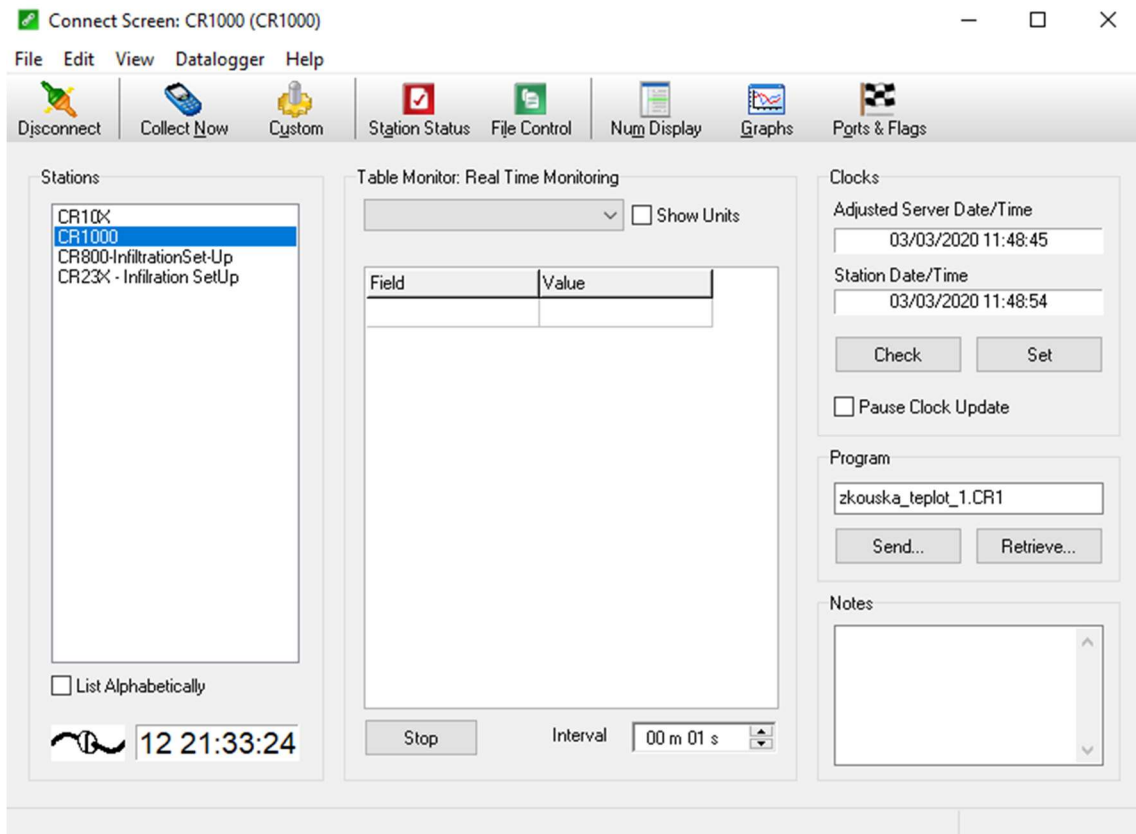 Connect Screen: CR1000 (CR1000)
File Edit View Datalogger Help
Disconnect Collect Now Custom Station Status File Control Num Display Graphs Ports & Flags
Stations
CR10X
CR1000
CR800-InfiltrationSet-Up
CR23X - Infilration SetUp
List Alphabetically
12 21:33:24
Table Monitor: Real Time Monitoring
Show Units
Field Value
Stop Interval 00 m 01 s
Clocks
Adjusted Server Date/Time
03/03/2020 11:48:45
Station Date/Time
03/03/2020 11:48:54
Check Set
Pause Clock Update
Program
zkouska_teplot_1.CR1
Send... Retrieve...
Notes